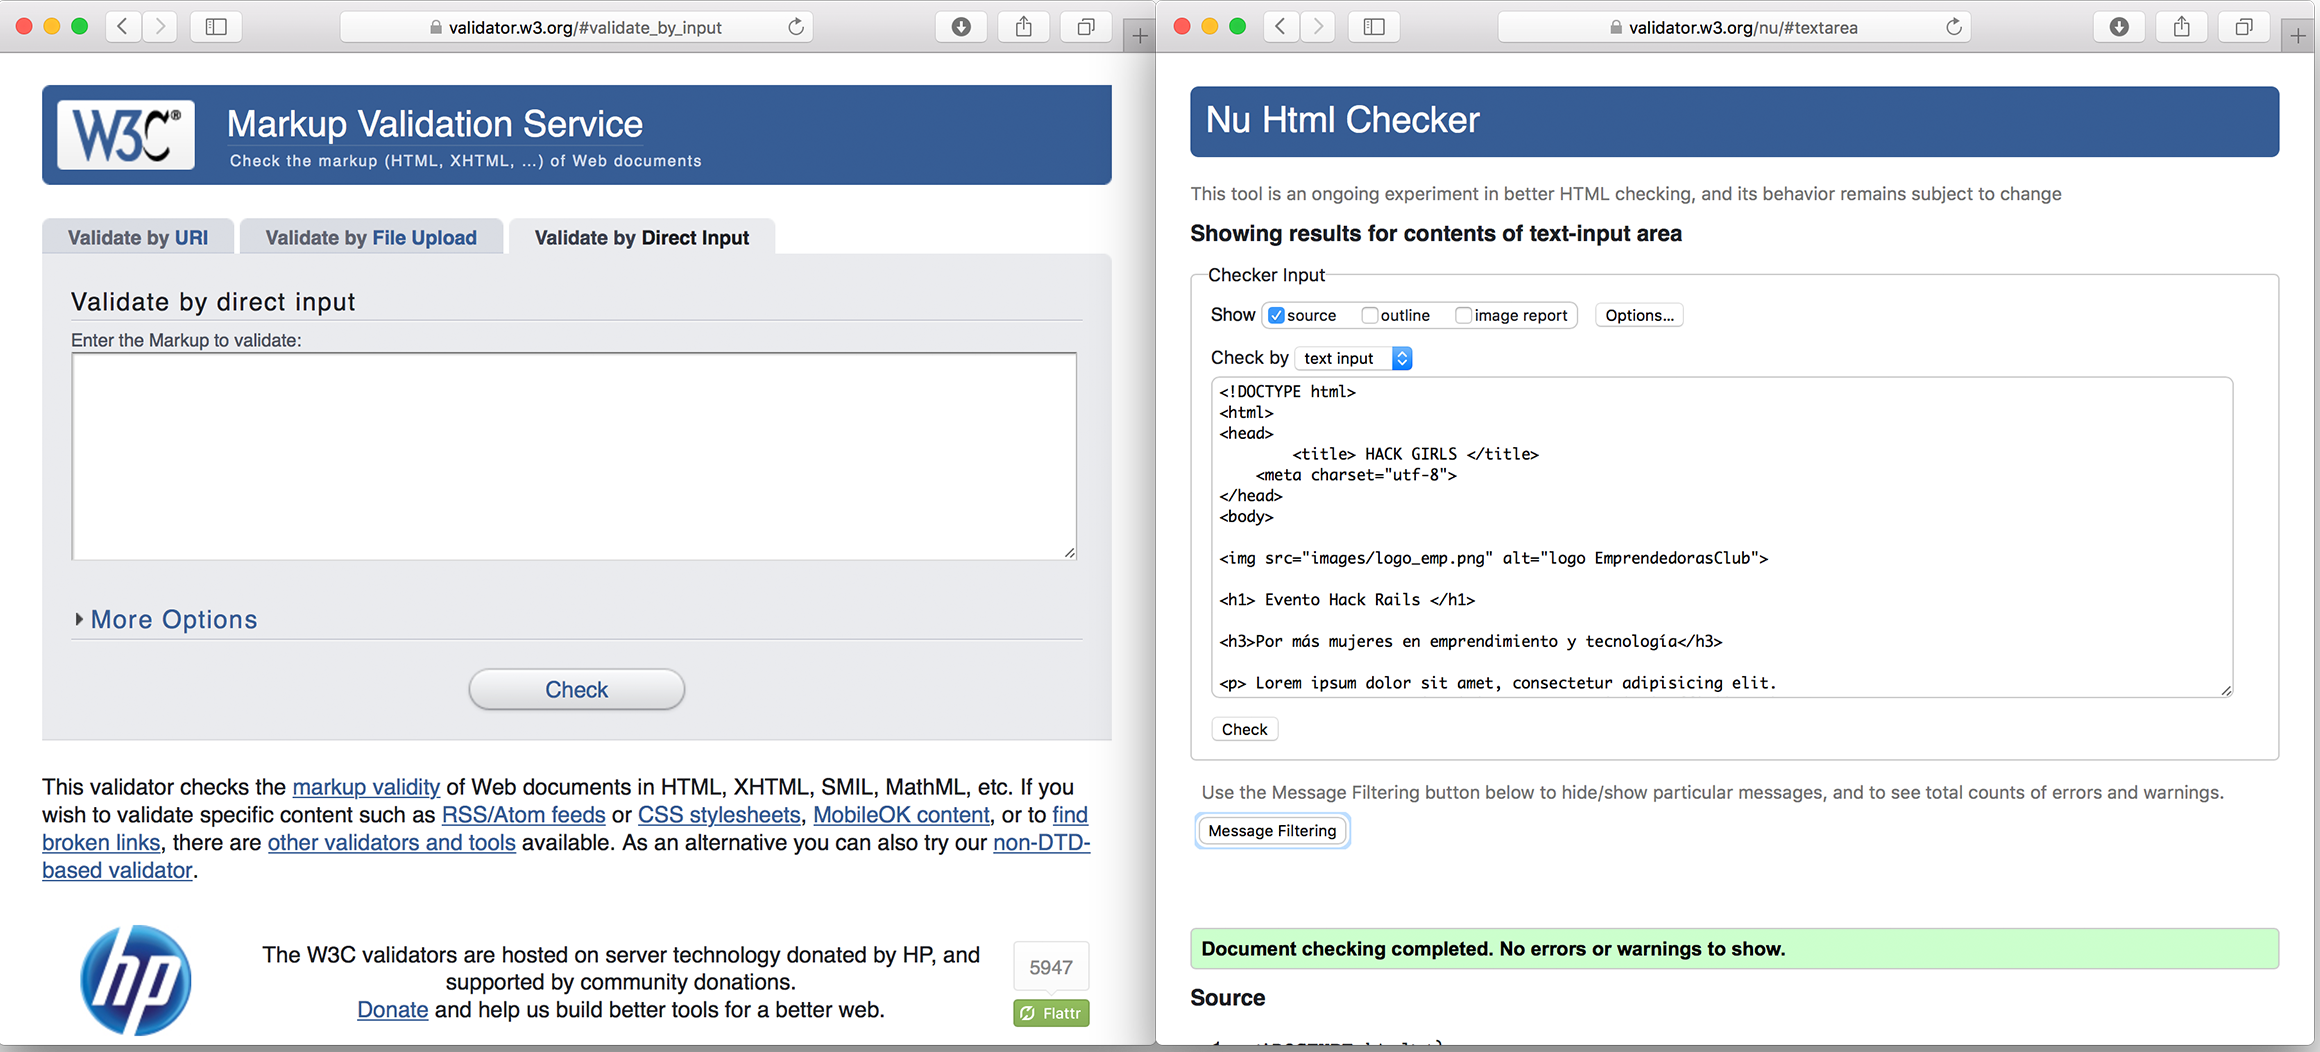 validator.w3.org/#validate_by_input
W3C®
Markup Validation Service
Check the markup (HTML, XHTML, ...) of Web documents
Validate by URI
Validate by File Upload
Validate by Direct Input
Validate by direct input
Enter the Markup to validate:
More Options
Check
This validator checks the markup validity of Web documents in HTML, XHTML, SMIL, MathML, etc. If you
wish to validate specific content such as RSS/Atom feeds or CSS stylesheets, MobileOK content, or to find
broken links, there are other validators and tools available. As an alternative you can also try our non-DTD-
based validator.
hp
The W3C validators are hosted on server technology donated by HP, and
supported by community donations.
Donate and help us build better tools for a better web.
5947
Flattr
validator.w3.org/nu/#textarea
Nu Html Checker
This tool is an ongoing experiment in better HTML checking, and its behavior remains subject to change
Showing results for contents of text-input area
Checker Input
Show source outline image report Options...
Check by text input
<!DOCTYPE html>
<html>
<head>
<title> HACK GIRLS </title>
<meta charset="utf-8">
</head>
<body>
<img src="images/logo_emp.png" alt="logo EmprendedorasClub">
<h1> Evento Hack Rails </h1>
<h3>Por más mujeres en emprendimiento y tecnología</h3>
<p> Lorem ipsum dolor sit amet, consectetur adipisicing elit.
Check
Use the Message Filtering button below to hide/show particular messages, and to see total counts of errors and warnings.
Message Filtering
Document checking completed. No errors or warnings to show.
Source